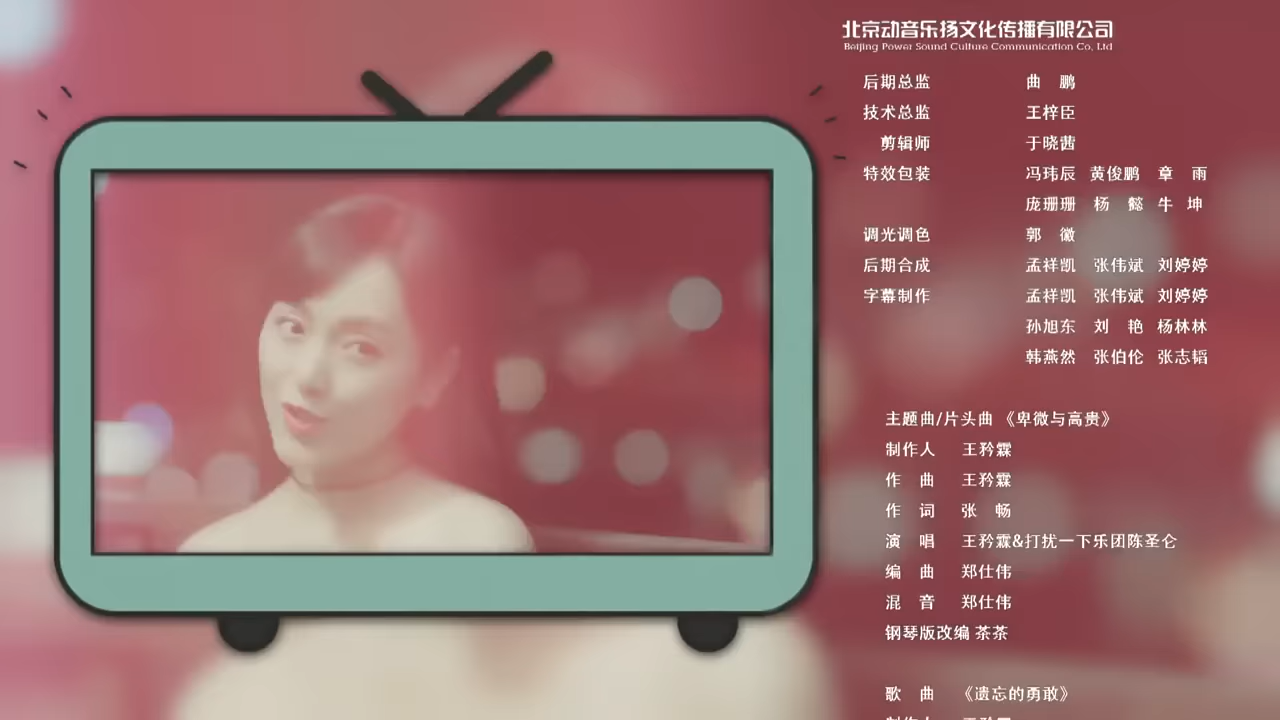 北京动音乐扬文化传播有限公司
Beijing Power Sound Culture Communication Co, Ltd
后期总监 曲 鹏
技术总监 王梓臣
剪辑师 于晓茜
特效包装 冯玮辰 黄俊鹏 章 雨
庞珊珊 杨 懿 牛 坤
调光调色 郭 徽
后期合成 孟祥凯 张伟斌 刘婷婷
字幕制作 孟祥凯 张伟斌 刘婷婷
孙旭东 刘 艳 杨林林
韩燕然 张伯伦 张志韬
主题曲/片头曲 《卑微与高贵》
制作人 王矜霖
作 曲 王矜霖
作 词 张 畅
演 唱 王矜霖&打扰一下乐团陈圣仑
编 曲 郑仕伟
混 音 郑仕伟
钢琴版改编 茶茶
歌 曲 《遗忘的勇敢》